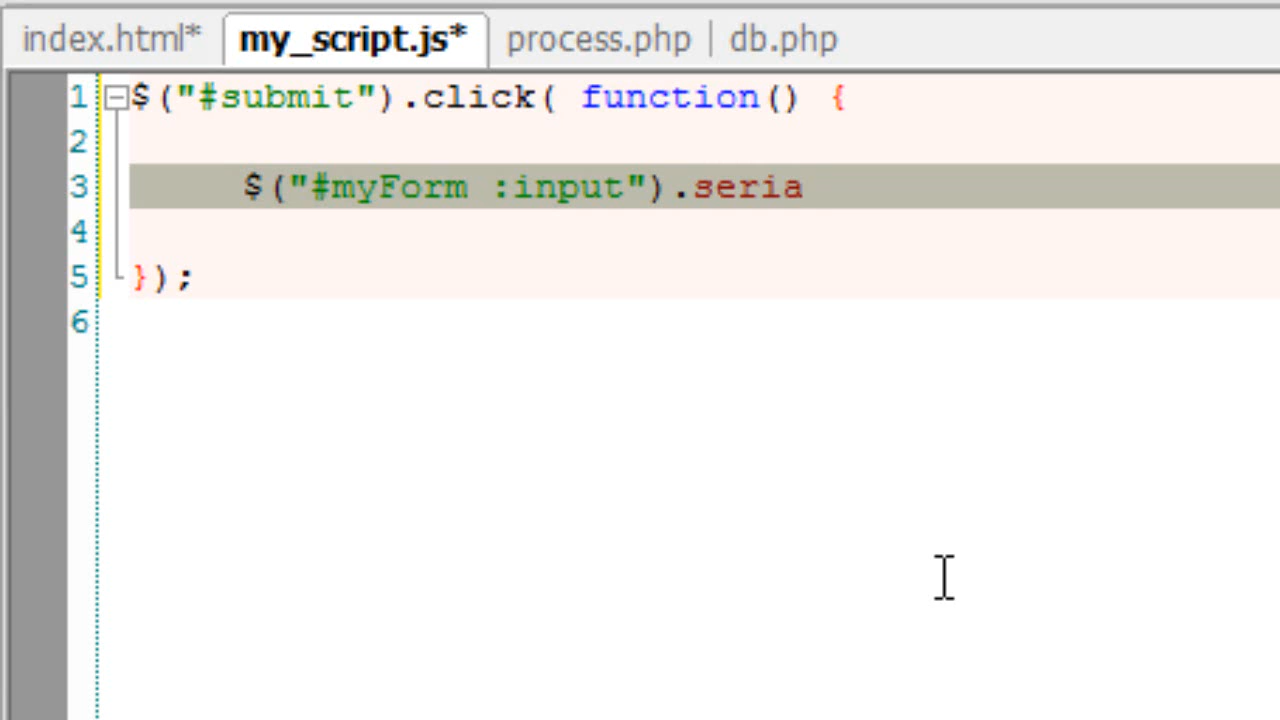 index.html* my_script.js* process.php db.php
1 $("#submit").click( function() {
2
3 $("#myForm :input").seria
4
5 });
6